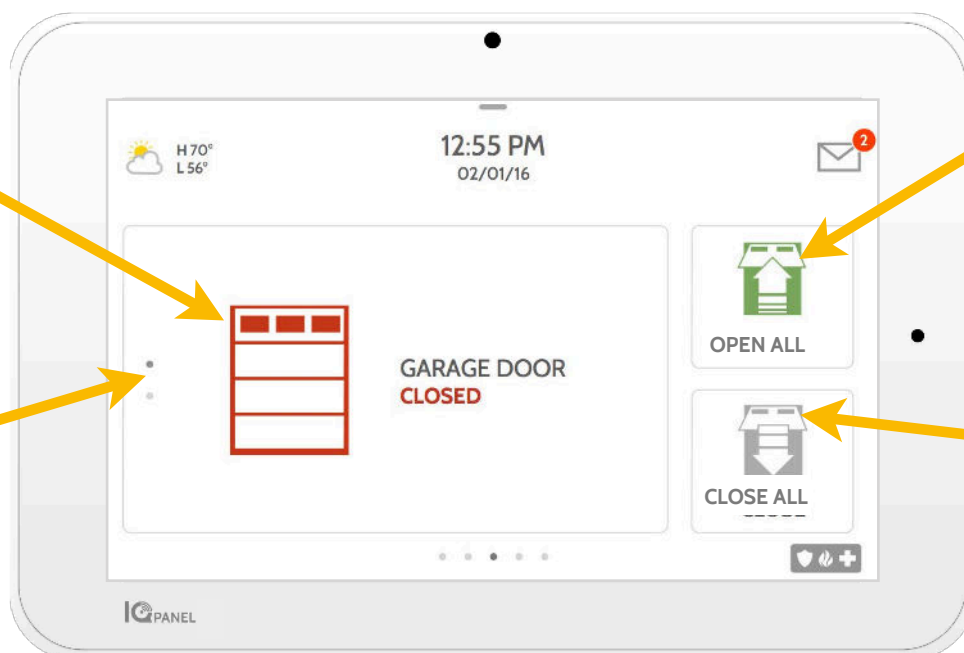 H 70°
L 56°
12:55 PM
02/01/16
2
GARAGE DOOR
CLOSED
OPEN ALL
CLOSE ALL
IQ PANEL